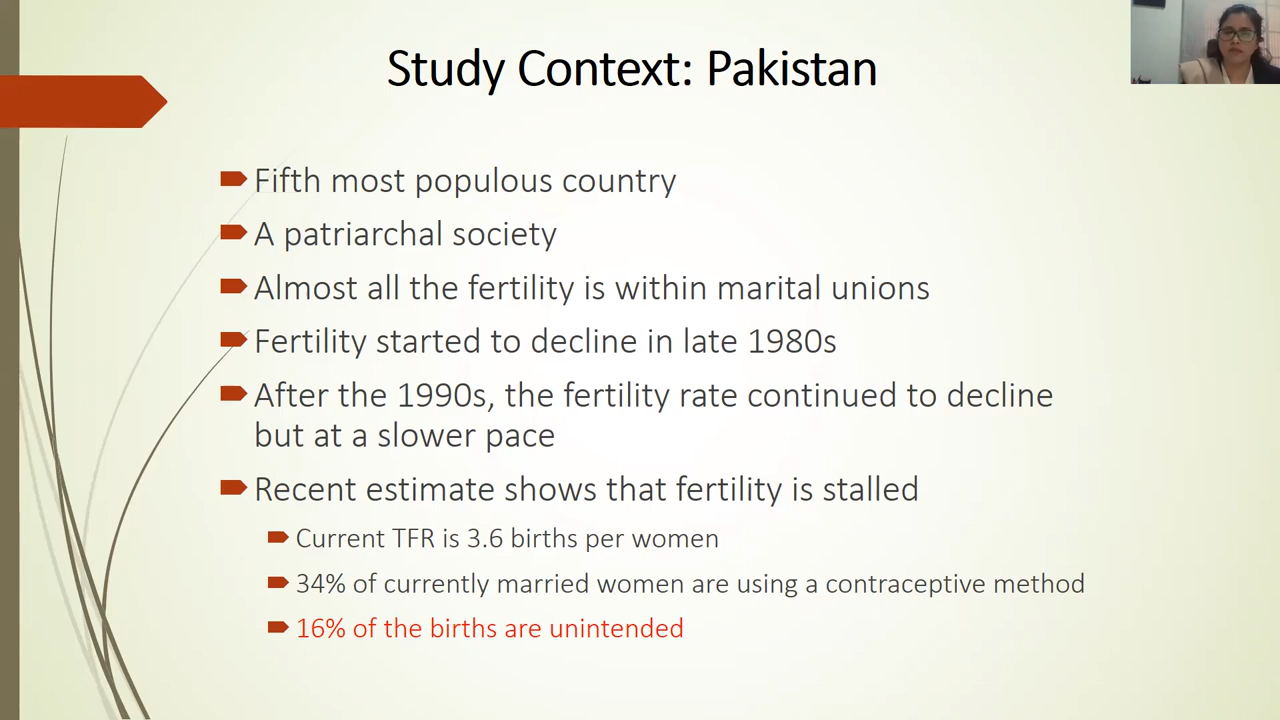 Study Context: Pakistan
Fifth most populous country
A patriarchal society
Almost all the fertility is within marital unions
Fertility started to decline in late 1980s
After the 1990s, the fertility rate continued to decline
but at a slower pace
Recent estimate shows that fertility is stalled
Current TFR is 3.6 births per women
34% of currently married women are using a contraceptive method
16% of the births are unintended